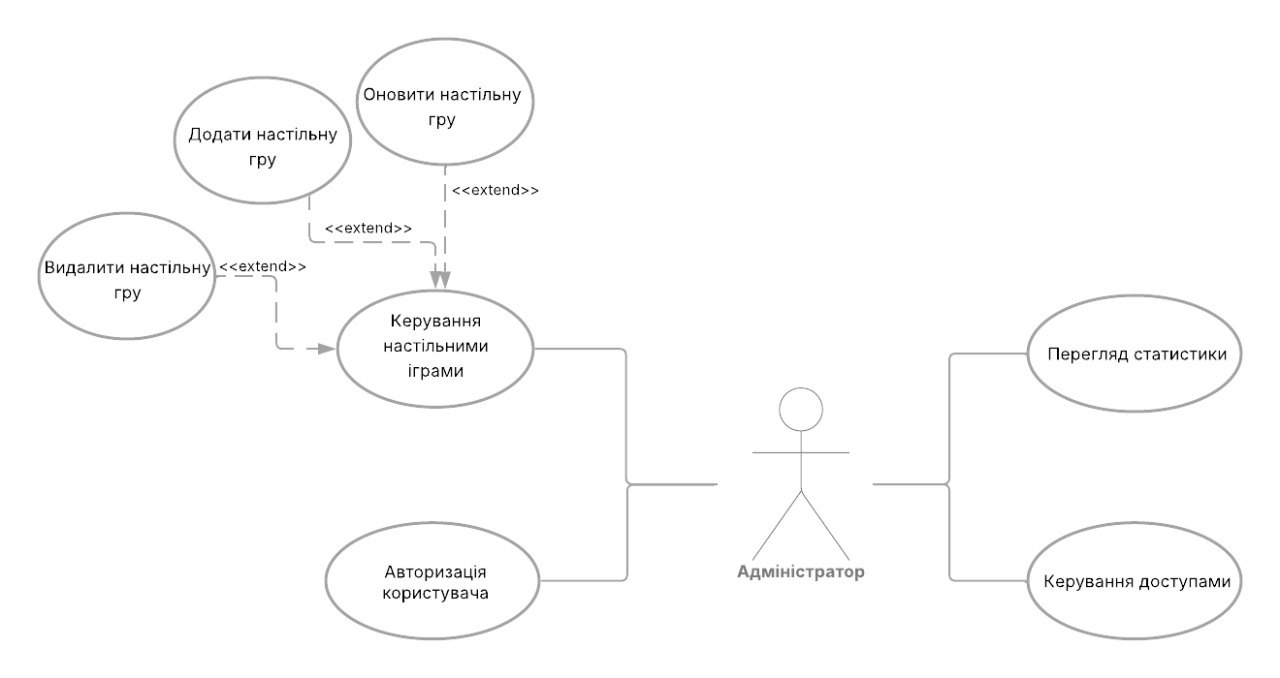 Оновити настільну
гру
Додати настільну
гру
<<extend>>
<<extend>>
Видалити настільну
гру
<<extend>>
Керування
настільними
іграми
Перегляд статистики
Адміністратор
Авторизація
користувача
Керування доступами